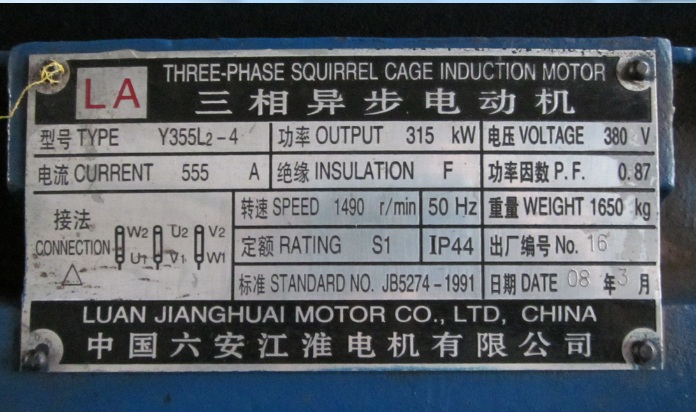 LA
THREE-PHASE SQUIRREL CAGE INDUCTION MOTOR
三相异步电动机
型号 TYPE Y355L2-4 功率 OUTPUT 315 kW 电压 VOLTAGE 380 V
电流 CURRENT 555 A 绝缘 INSULATION F 功率因数 P.F. 0.87
接法
CONNECTION
△
W2 U2 V2
U1 V1 W1
转速 SPEED 1490 r/min 50 Hz 重量 WEIGHT 1650 kg
定额 RATING S1 IP44 出厂编号 No. 16
标准 STANDARD NO. JB5274-1991 日期 DATE 08 年 3 月
LUAN JIANGHUAI MOTOR CO., LTD, CHINA
中国六安江淮电机有限公司